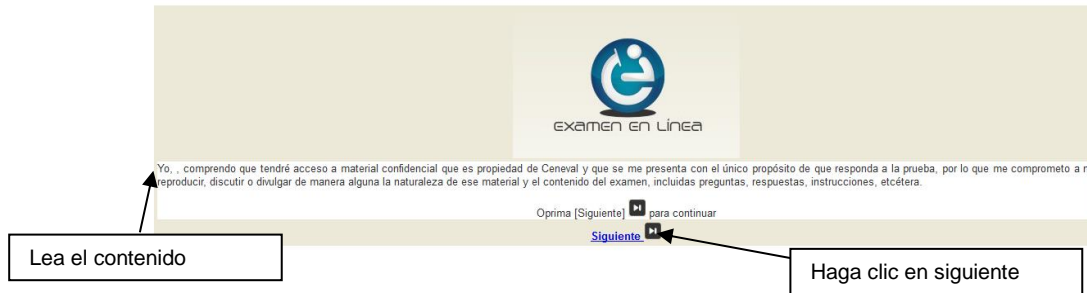 examen en línea
Yo, , comprendo que tendré acceso a material confidencial que es propiedad de Ceneval y que se me presenta con el único propósito de que responda a la prueba, por lo que me comprometo a
reproducir, discutir o divulgar de manera alguna la naturaleza de ese material y el contenido del examen, incluidas preguntas, respuestas, instrucciones, etcétera.
Oprima [Siguiente] para continuar
Siguiente
Lea el contenido
Haga clic en siguiente